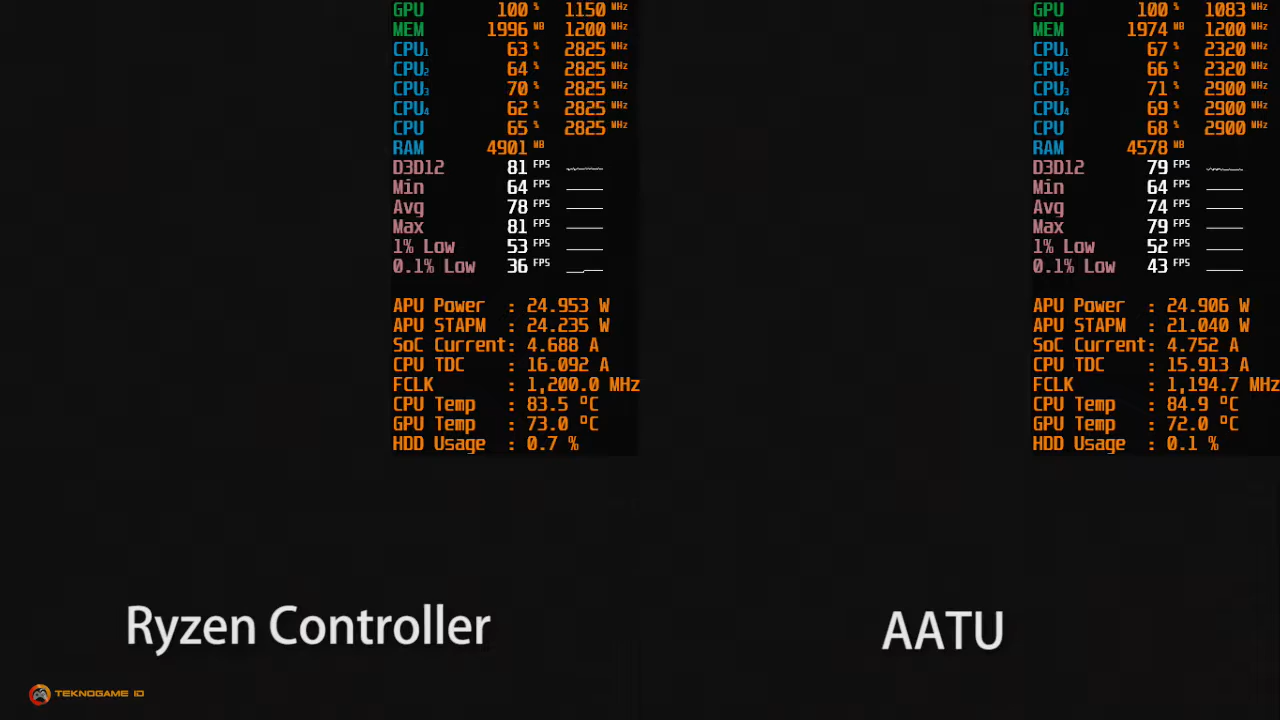 GPU 100 % 1150 MHz
MEM 1996 MB 1200 MHz
CPU1 63 % 2825 MHz
CPU2 64 % 2825 MHz
CPU3 70 % 2825 MHz
CPU4 62 % 2825 MHz
CPU 65 % 2825 MHz
RAM 4901 MB
D3D12 81 FPS
Min 64 FPS
Avg 78 FPS
Max 81 FPS
1% Low 53 FPS
0.1% Low 36 FPS
APU Power : 24.953 W
APU STAPM : 24.235 W
SoC Current: 4.688 A
CPU TDC : 16.092 A
FCLK : 1,200.0 MHz
CPU Temp : 83.5 °C
GPU Temp : 73.0 °C
HDD Usage : 0.7 %
Ryzen Controller
GPU 100 % 1083 MHz
MEM 1974 MB 1200 MHz
CPU1 67 % 2320 MHz
CPU2 66 % 2320 MHz
CPU3 71 % 2900 MHz
CPU4 69 % 2900 MHz
CPU 68 % 2900 MHz
RAM 4578 MB
D3D12 79 FPS
Min 64 FPS
Avg 74 FPS
Max 79 FPS
1% Low 52 FPS
0.1% Low 43 FPS
APU Power : 24.906 W
APU STAPM : 21.040 W
SoC Current: 4.752 A
CPU TDC : 15.913 A
FCLK : 1,194.7 MHz
CPU Temp : 84.9 °C
GPU Temp : 72.0 °C
HDD Usage : 0.1 %
AATU
TEKNOGAME ID